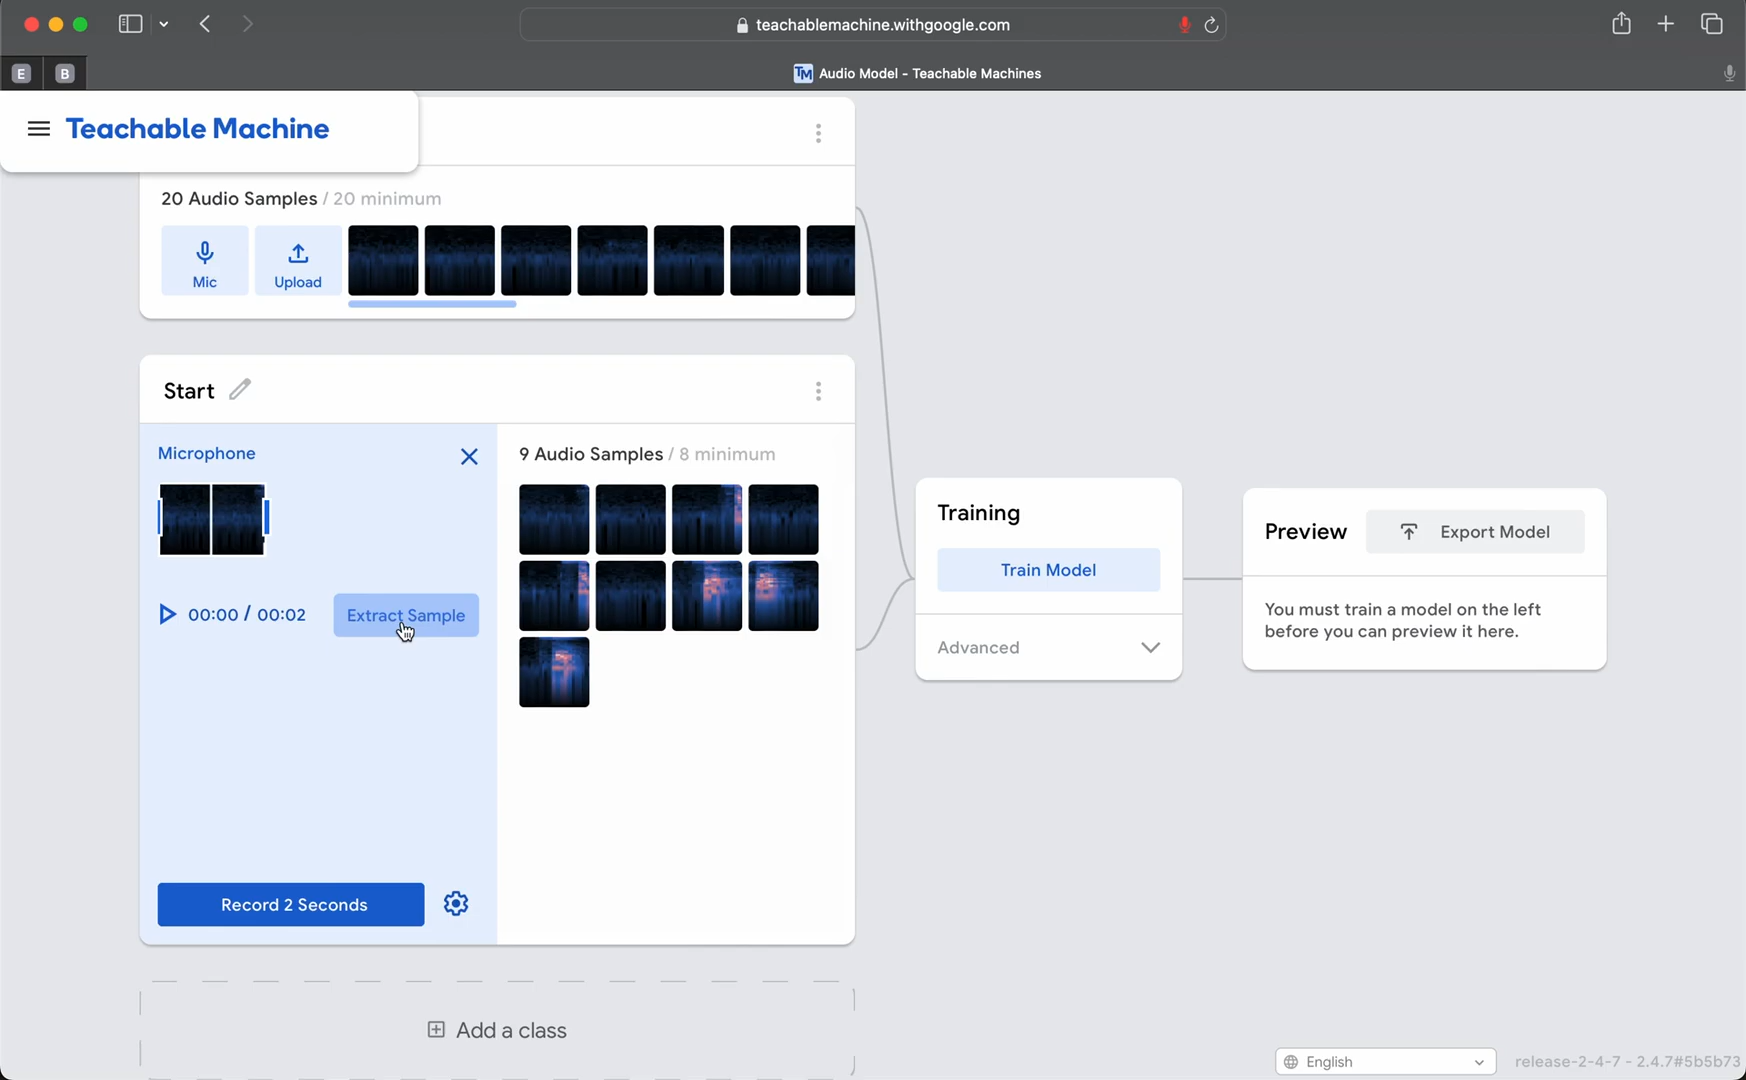 teachablemachine.withgoogle.com
E
B
TM
Audio Model - Teachable Machines
Teachable Machine
20 Audio Samples / 20 minimum
Mic
Upload
Start
Microphone
9 Audio Samples / 8 minimum
00:00 / 00:02
Extract Sample
Record 2 Seconds
Training
Train Model
Advanced
Preview
Export Model
You must train a model on the left
before you can preview it here.
Add a class
English
release-2-4-7 - 2.4.7#5b5b73